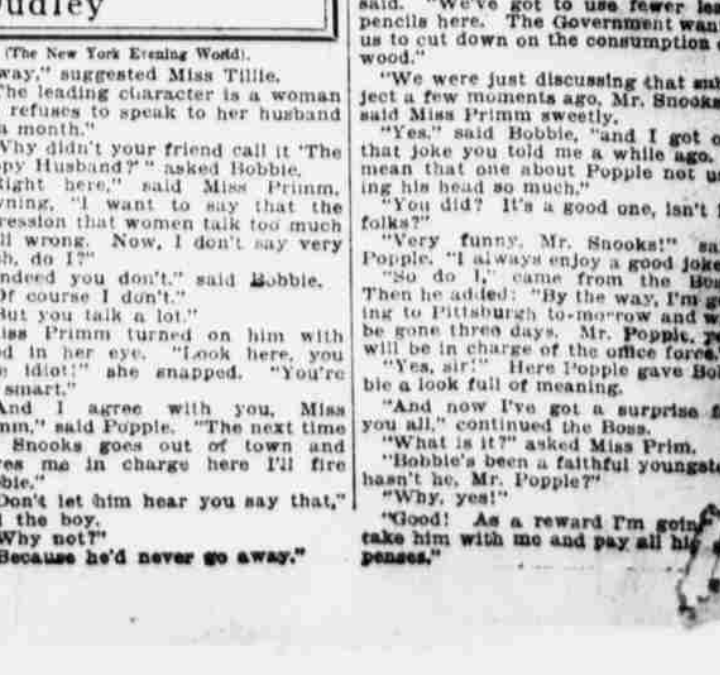 Dudley
(The New York Evening World).
way," suggested Miss Tillie.
The leading character is a woman
refuses to speak to her husband
a month."
Why didn't your friend call it 'The
ppy Husband?'" asked Bobbie.
Right here," said Miss Primm,
wning, "I want to say that the
ression that women talk too much
ll wrong. Now, I don't say very
h, do I?"
ndeed you don't," said Bobbie.
Of course I don't."
But you talk a lot."
iss Primm turned on him with
d in her eye. "Look here, you
e idiot!" she snapped. "You're
smart."
And I agree with you, Miss
mm," said Popple. "The next time
Snooks goes out of town and
ves me in charge here I'll fire
bie."
Don't let him hear you say that,"
d the boy.
Why not?"
Because he'd never go away."
said. "We've got to use fewer lea
pencils here. The Government want
us to cut down on the consumption
wood."
"We were just discussing that sub
ject a few moments ago, Mr. Snooks
said Miss Primm sweetly.
"Yes," said Bobbie, "and I got o
that joke you told me a while ago.
mean that one about Popple not us
ing his head so much."
"You did? It's a good one, isn't i
folks?"
"Very funny, Mr. Snooks!" sa
Popple. "I always enjoy a good joke
"So do I," came from the Bos
Then he added: "By the way, I'm g
ing to Pittsburgh to-morrow and w
be gone three days. Mr. Popple, yo
will be in charge of the office force.
"Yes, sir!" Here Popple gave Bob
bie a look full of meaning.
"And now I've got a surprise f
you all," continued the Boss.
"What is it?" asked Miss Prim.
"Bobbie's been a faithful youngste
hasn't he, Mr. Popple?"
"Why, yes!"
"Good! As a reward I'm going
take him with me and pay all his
penses."